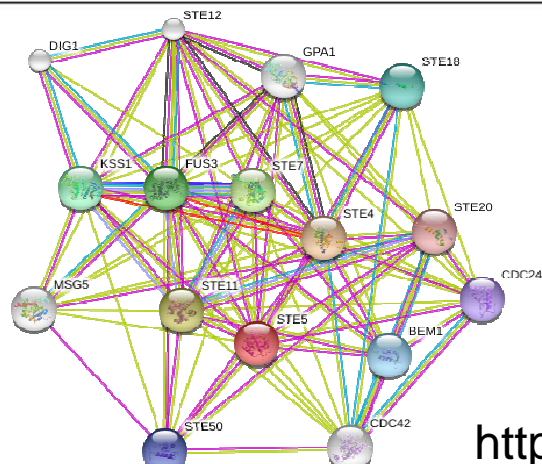 STE12
DIG1
GPA1
STE18
KSS1
FUS3
STE7
STE4
STE20
CDC24
MSG5
STE11
STE5
BEM1
STE50
CDC42
http